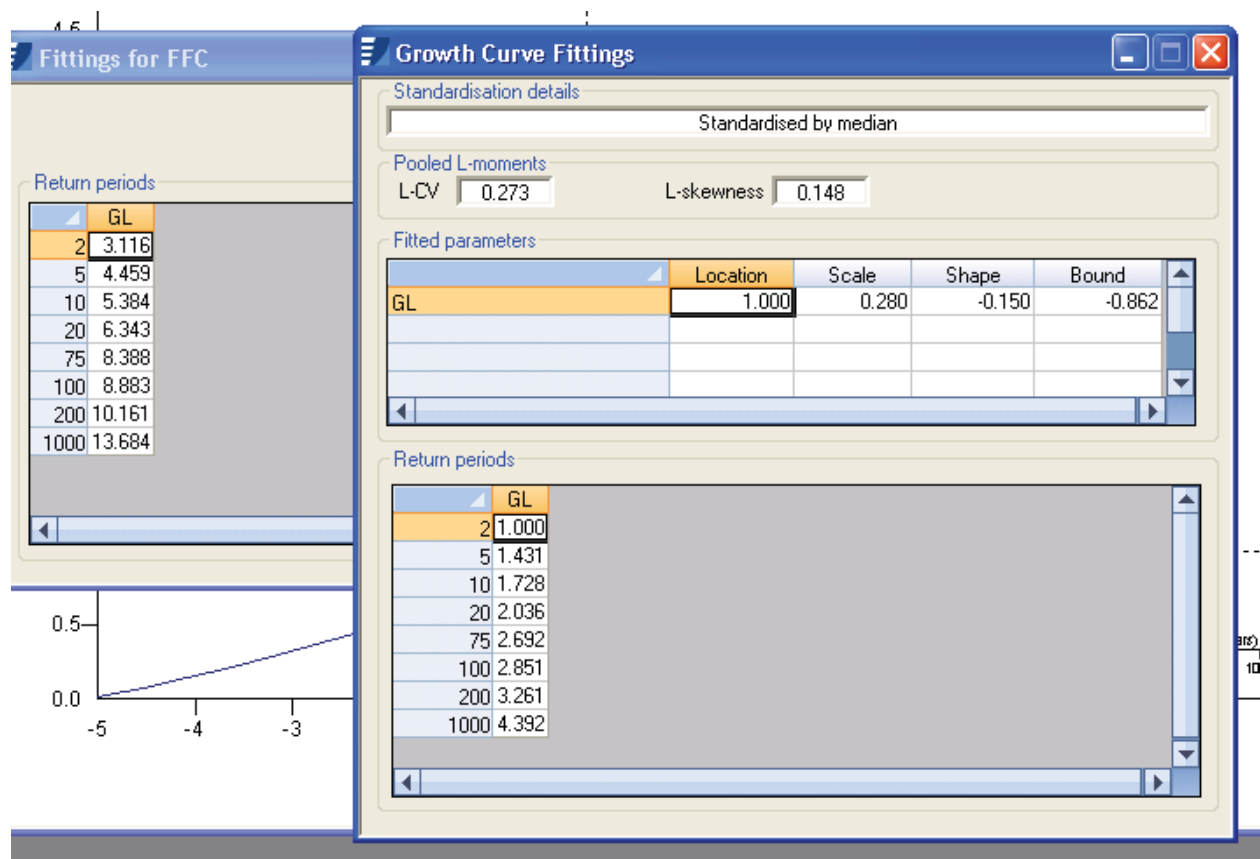 4.5
Fittings for FFC
Return periods
GL
2 3.116
5 4.459
10 5.384
20 6.343
75 8.388
100 8.883
200 10.161
1000 13.684
Growth Curve Fittings
Standardisation details
Standardised by median
Pooled L-moments
L-CV 0.273 L-skewness 0.148
Fitted parameters
Location Scale Shape Bound
GL 1.000 0.280 -0.150 -0.862
Return periods
GL
2 1.000
5 1.431
10 1.728
20 2.036
75 2.692
100 2.851
200 3.261
1000 4.392
0.5
0.0
-5 -4 -3